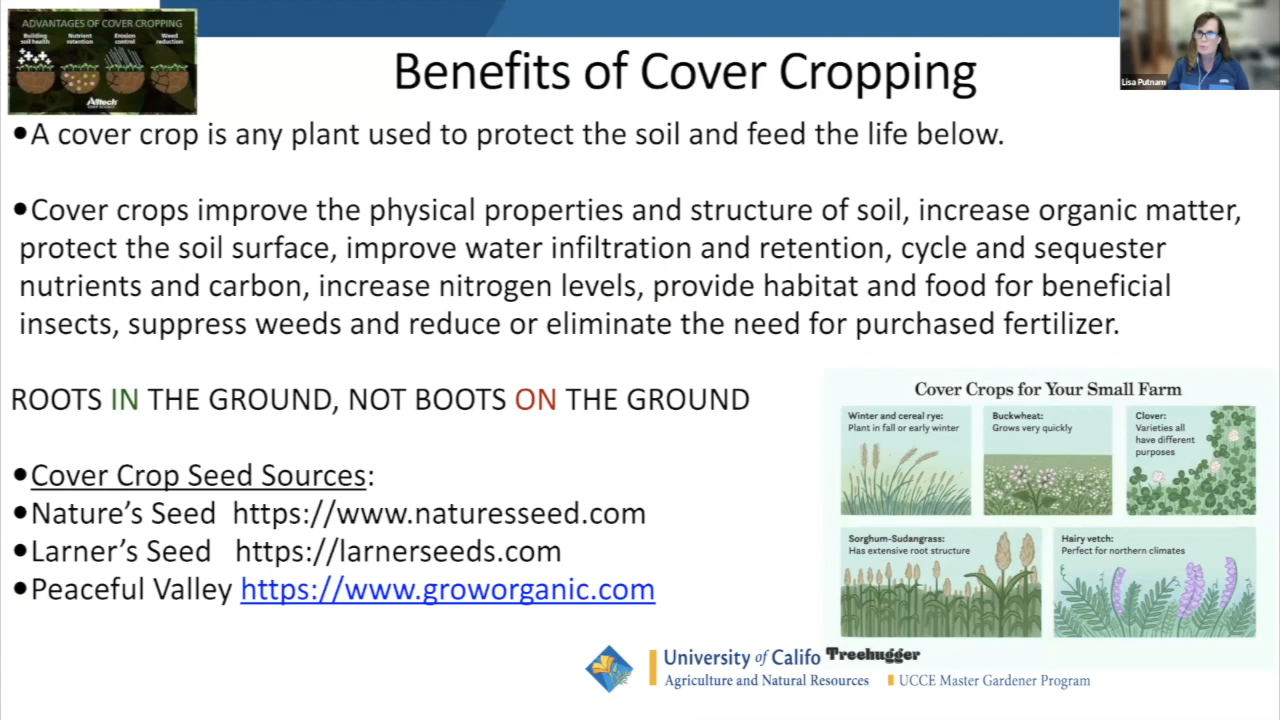 ADVANTAGES OF COVER CROPPING
Building Nutrient Erosion Weed
soil health retention control reduction
Alltech
CROP SCIENCE
Lisa Putnam
Benefits of Cover Cropping
•A cover crop is any plant used to protect the soil and feed the life below.
•Cover crops improve the physical properties and structure of soil, increase organic matter,
protect the soil surface, improve water infiltration and retention, cycle and sequester
nutrients and carbon, increase nitrogen levels, provide habitat and food for beneficial
insects, suppress weeds and reduce or eliminate the need for purchased fertilizer.
ROOTS IN THE GROUND, NOT BOOTS ON THE GROUND
•Cover Crop Seed Sources:
•Nature’s Seed https://www.naturesseed.com
•Larner’s Seed https://larnerseeds.com
•Peaceful Valley https://www.groworganic.com
Cover Crops for Your Small Farm
Winter and cereal rye:
Plant in fall or early winter
Buckwheat:
Grows very quickly
Clover:
Varieties all
have different
purposes
Sorghum-Sudangrass:
Has extensive root structure
Hairy vetch:
Perfect for northern climates
Treehugger
University of Califo
Agriculture and Natural Resources
UCCE Master Gardener Program